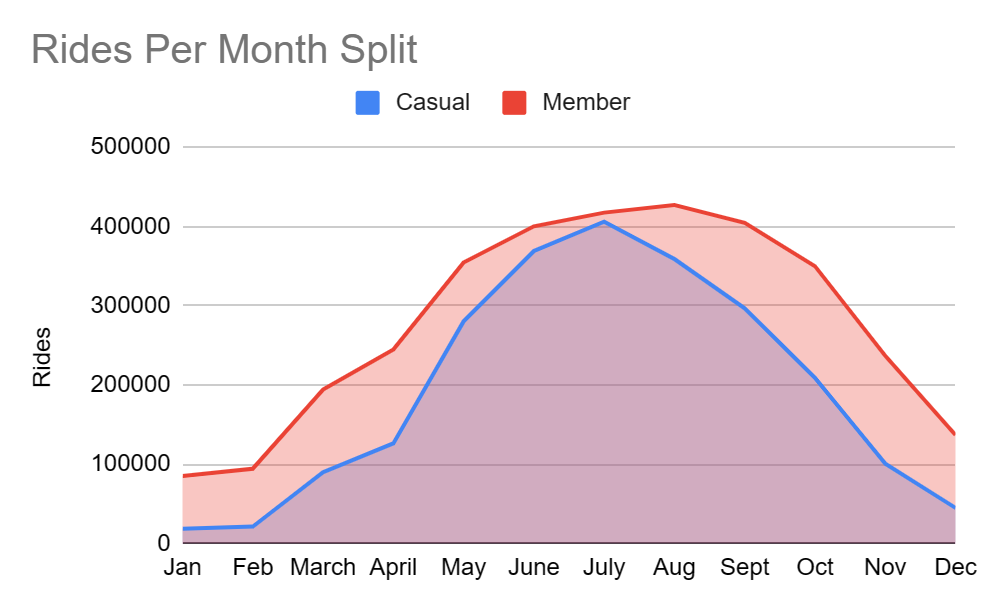 Rides Per Month Split
Casual Member
500000
400000
300000
200000
100000
0
Rides
Jan Feb March April May June July Aug Sept Oct Nov Dec